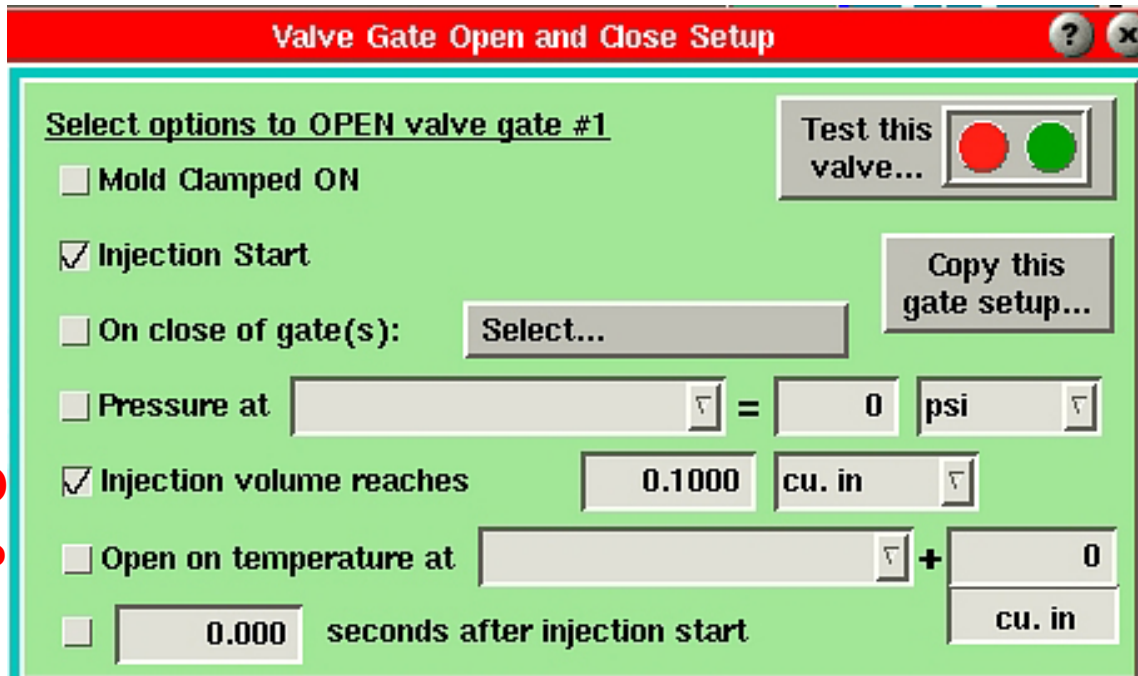 Valve Gate Open and Close Setup
?
x
Select options to OPEN valve gate #1
Test this
valve...
Mold Clamped ON
Injection Start
Copy this
gate setup...
On close of gate(s): Select...
Pressure at = 0 psi
Injection volume reaches 0.1000 cu. in
Open on temperature at + 0
cu. in
0.000 seconds after injection start